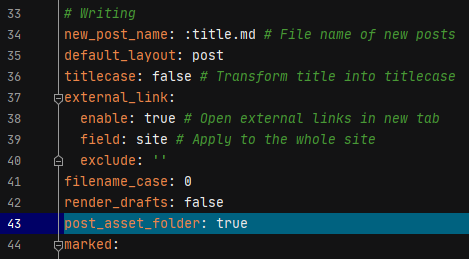 33 # Writing
34 new_post_name: :title.md # File name of new posts
35 default_layout: post
36 titlecase: false # Transform title into titlecase
37 external_link:
38   enable: true # Open external links in new tab
39   field: site # Apply to the whole site
40   exclude: ''
41 filename_case: 0
42 render_drafts: false
43 post_asset_folder: true
44 marked: